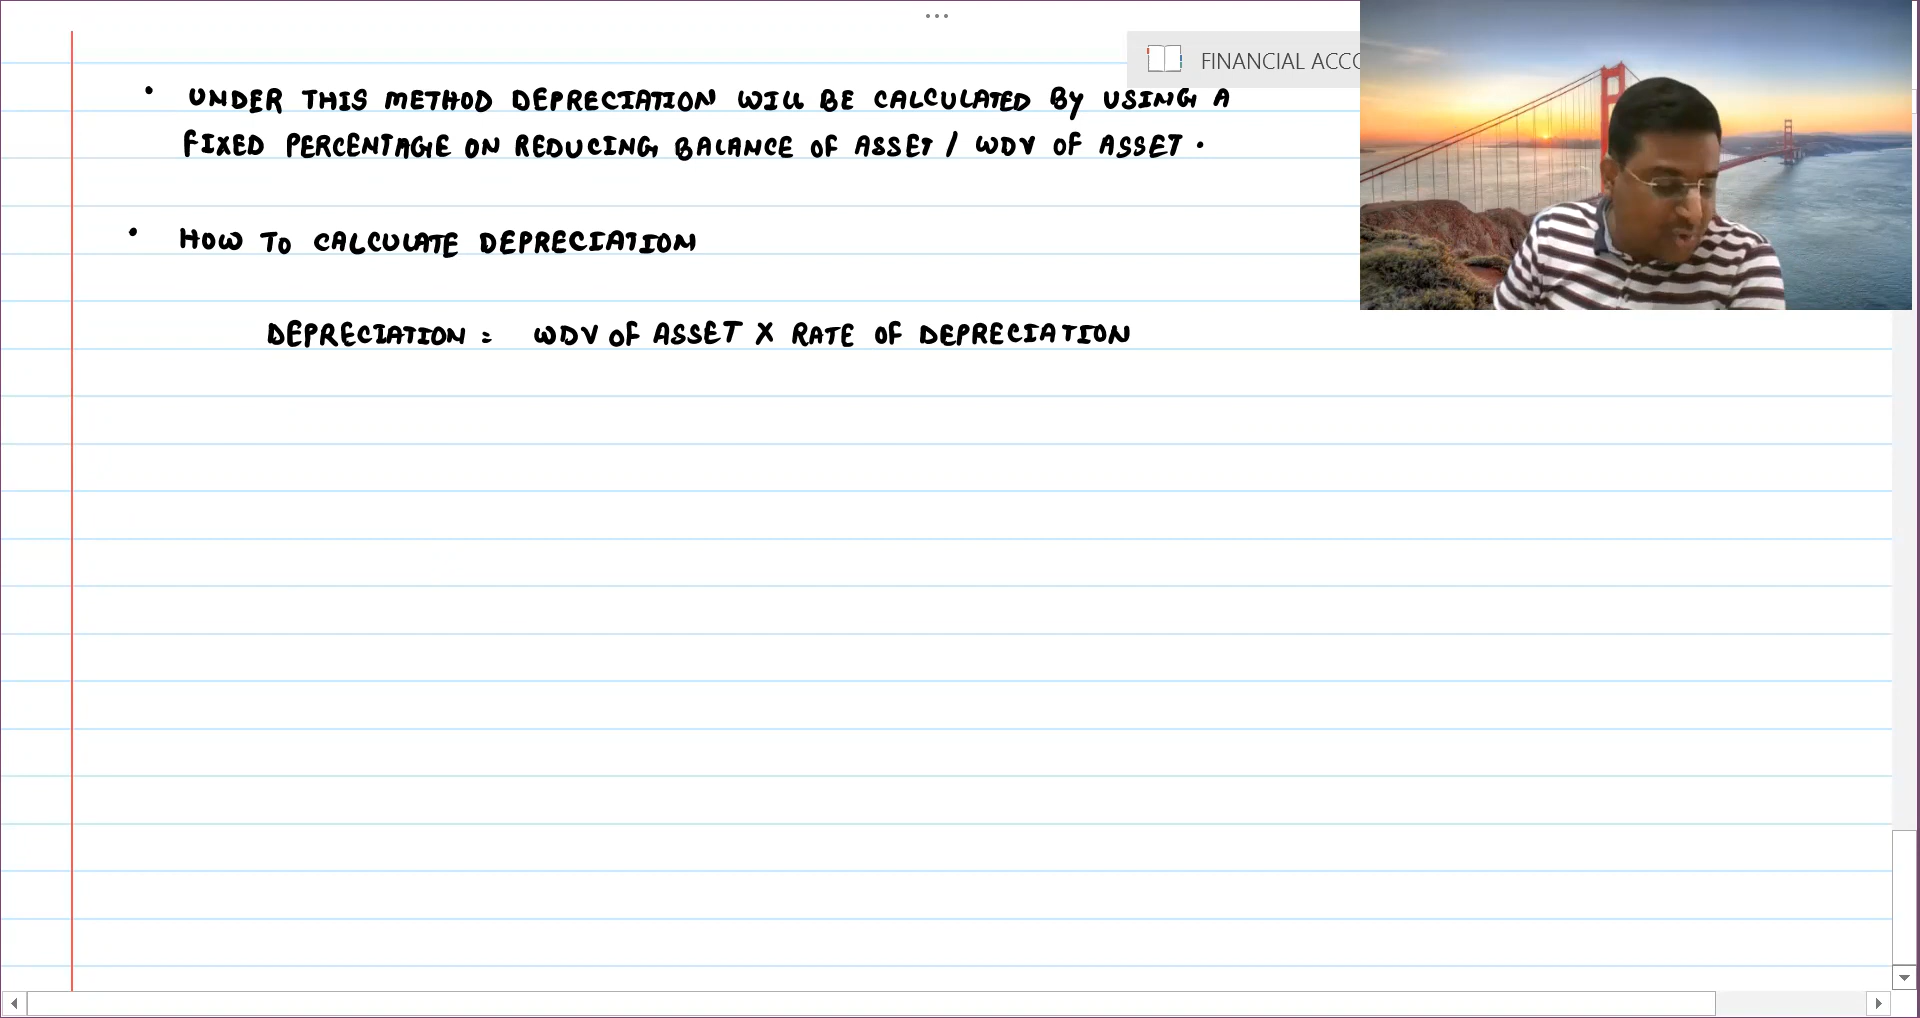 FINANCIAL ACCO
• UNDER THIS METHOD DEPRECIATION WILL BE CALCULATED BY USING A
FIXED PERCENTAGE ON REDUCING BALANCE OF ASSET / WDV OF ASSET.
• HOW TO CALCULATE DEPRECIATION
DEPRECIATION = WDV OF ASSET X RATE OF DEPRECIATION